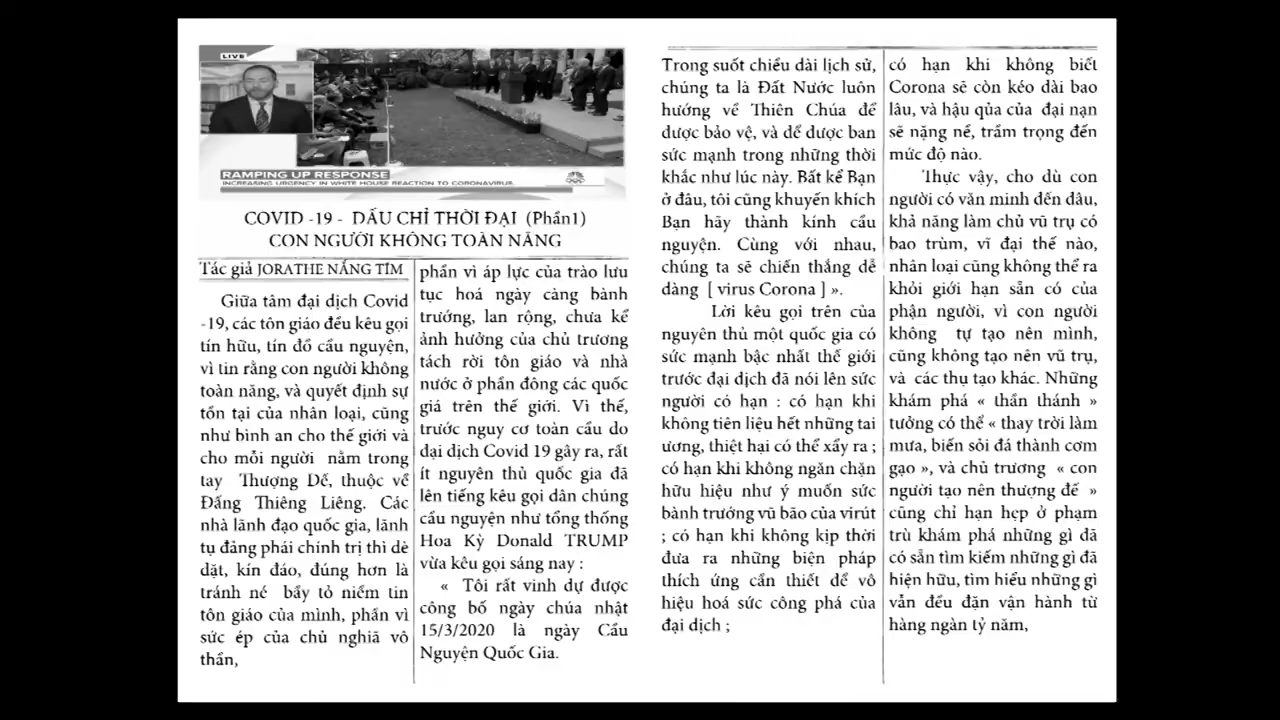 LIVE
RAMPING UP RESPONSE
INCREASING URGENCY IN WHITE HOUSE REACTION TO CORONAVIRUS.
COVID -19 - DẤU CHỈ THỜI ĐẠI (Phần1)
CON NGƯỜI KHÔNG TOÀN NĂNG
Tác giả JORATHE NẮNG TÍM
Giữa tâm đại dịch Covid
-19, các tôn giáo đều kêu gọi
tín hữu, tín đồ cầu nguyện,
vì tin rằng con người không
toàn năng, và quyết định sự
tồn tại của nhân loại, cũng
như bình an cho thế giới và
cho mỗi người nằm trong
tay Thượng Dế, thuộc về
Đấng Thiêng Liêng. Các
nhà lãnh đạo quốc gia, lãnh
tụ đảng phái chính trị thì dè
dặt, kín đáo, đúng hơn là
tránh né bầy tỏ niềm tin
tôn giáo của mình, phần vì
sức ép của chủ nghiã vô
thần,
phần vì áp lực của trào lưu
tục hoá ngày càng bành
trướng, lan rộng, chưa kể
ảnh hưởng của chủ trương
tách rời tôn giáo và nhà
nước ở phần đông các quốc
giá trên thế giới. Vì thế,
trước nguy cơ toàn cầu do
đại dịch Covid 19 gây ra, rất
ít nguyên thủ quốc gia đã
lên tiếng kêu gọi dân chúng
cầu nguyện như tổng thống
Hoa Kỳ Donald TRUMP
vừa kêu gọi sáng nay :
« Tôi rất vinh dự được
công bố ngày chúa nhật
15/3/2020 là ngày Cầu
Nguyện Quốc Gia.
Trong suốt chiều dài lịch sử,
chúng ta là Đất Nước luôn
hướng về Thiên Chúa để
dược bảo vệ, và dể dược ban
sức mạnh trong những thời
khắc như lúc này. Bất kể Bạn
ở đâu, tôi cũng khuyến khích
Bạn hãy thành kính cầu
nguyện. Cùng với nhau,
chúng ta sẽ chiến thắng dễ
dàng [ virus Corona ] ».
Lời kêu gọi trên của
nguyên thủ một quốc gia có
sức mạnh bậc nhất thế giới
trước đại dịch đã nói lên sức
người có hạn : có hạn khi
không tiên liệu hết những tai
ương, thiệt hại có thể xẩy ra ;
có hạn khi không ngăn chặn
hữu hiệu như ý muốn sức
bành trướng vũ bão của virút
; có hạn khi không kịp thời
đưa ra những biện pháp
thích ứng cần thiết dể vô
hiệu hoá sức công phá của
đại dịch ;
có hạn khi không biết
Corona sẽ còn kéo dài bao
lâu, và hậu qủa của đại nạn
sẽ nặng nề, trầm trọng đến
mức độ nào.
Thực vậy, cho dù con
người có văn minh đến dâu,
khả năng làm chủ vũ trụ có
bao trùm, vĩ đại thế nào,
nhân loại cũng không thể ra
khỏi giới hạn sẵn có của
phận người, vì con người
không tự tạo nên mình,
cũng không tạo nên vũ trụ,
và các thụ tạo khác. Những
khám phá « thần thánh »
tưởng có thể « thay trời làm
mưa, biến sỏi đá thành cơm
gạo », và chủ trương « con
người tạo nên thượng đế »
cũng chỉ hạn hẹp ở phạm
trù khám phá những gì đã
có sẵn tìm kiếm những gì đã
hiện hữu, tìm hiểu những gì
vẫn đều đặn vận hành từ
hàng ngàn tỷ năm,